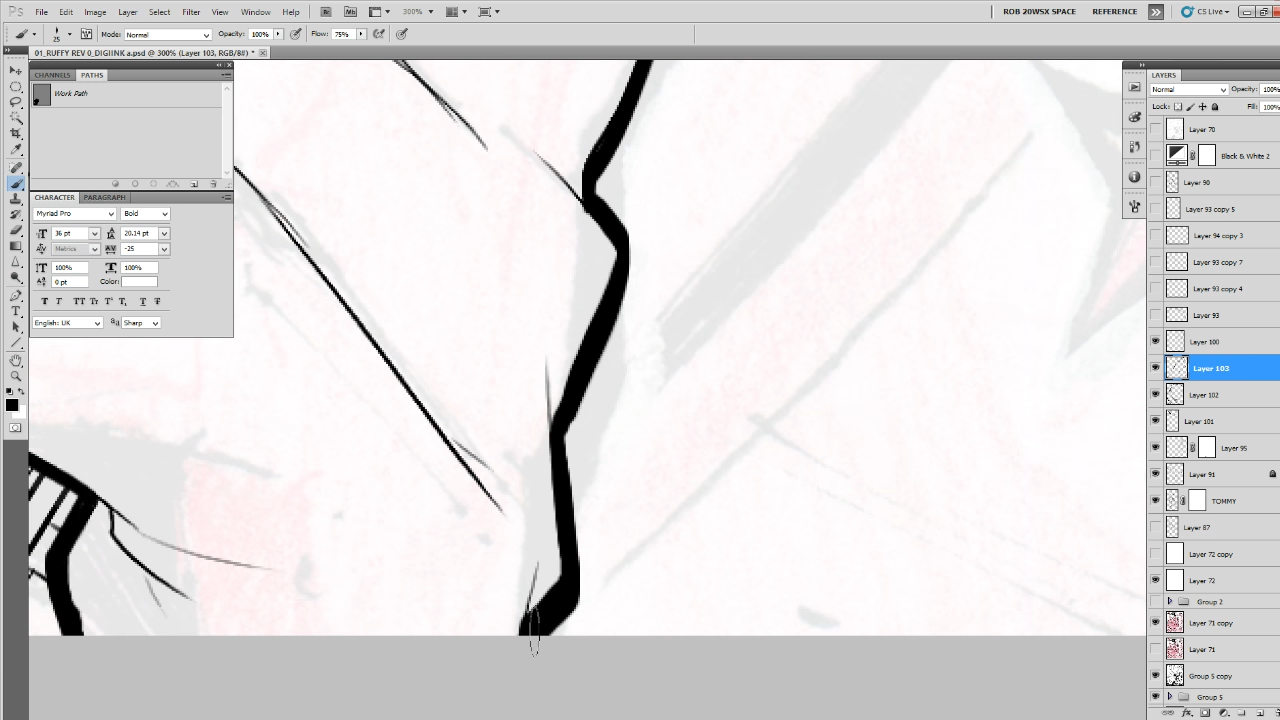 Ps File Edit Image Layer Select Filter View Window Help Br Mb 300% ROB 20WSX SPACE REFERENCE CS Live
25 Mode: Normal Opacity: 100% Flow: 75%
01_RUFFY REV 0_DIGIINK a.psd @ 300% (Layer 103, RGB/8#) *
CHANNELS PATHS
Work Path
CHARACTER PARAGRAPH
Myriad Pro Bold
36 pt 20.14 pt
Metrics -25
100% 100%
0 pt Color:
T T TT Tr T T, T T
English: UK aa Sharp
LAYERS
Normal Opacity: 100%
Lock: Fill: 100%
Layer 70
Black & White 2
Layer 90
Layer 93 copy 5
Layer 94 copy 3
Layer 93 copy 7
Layer 93 copy 4
Layer 93
Layer 100
Layer 103
Layer 102
Layer 101
Layer 95
Layer 91
TOMMY
Layer 87
Layer 72 copy
Layer 72
Group 2
Layer 71 copy
Layer 71
Group 5 copy
Group 5